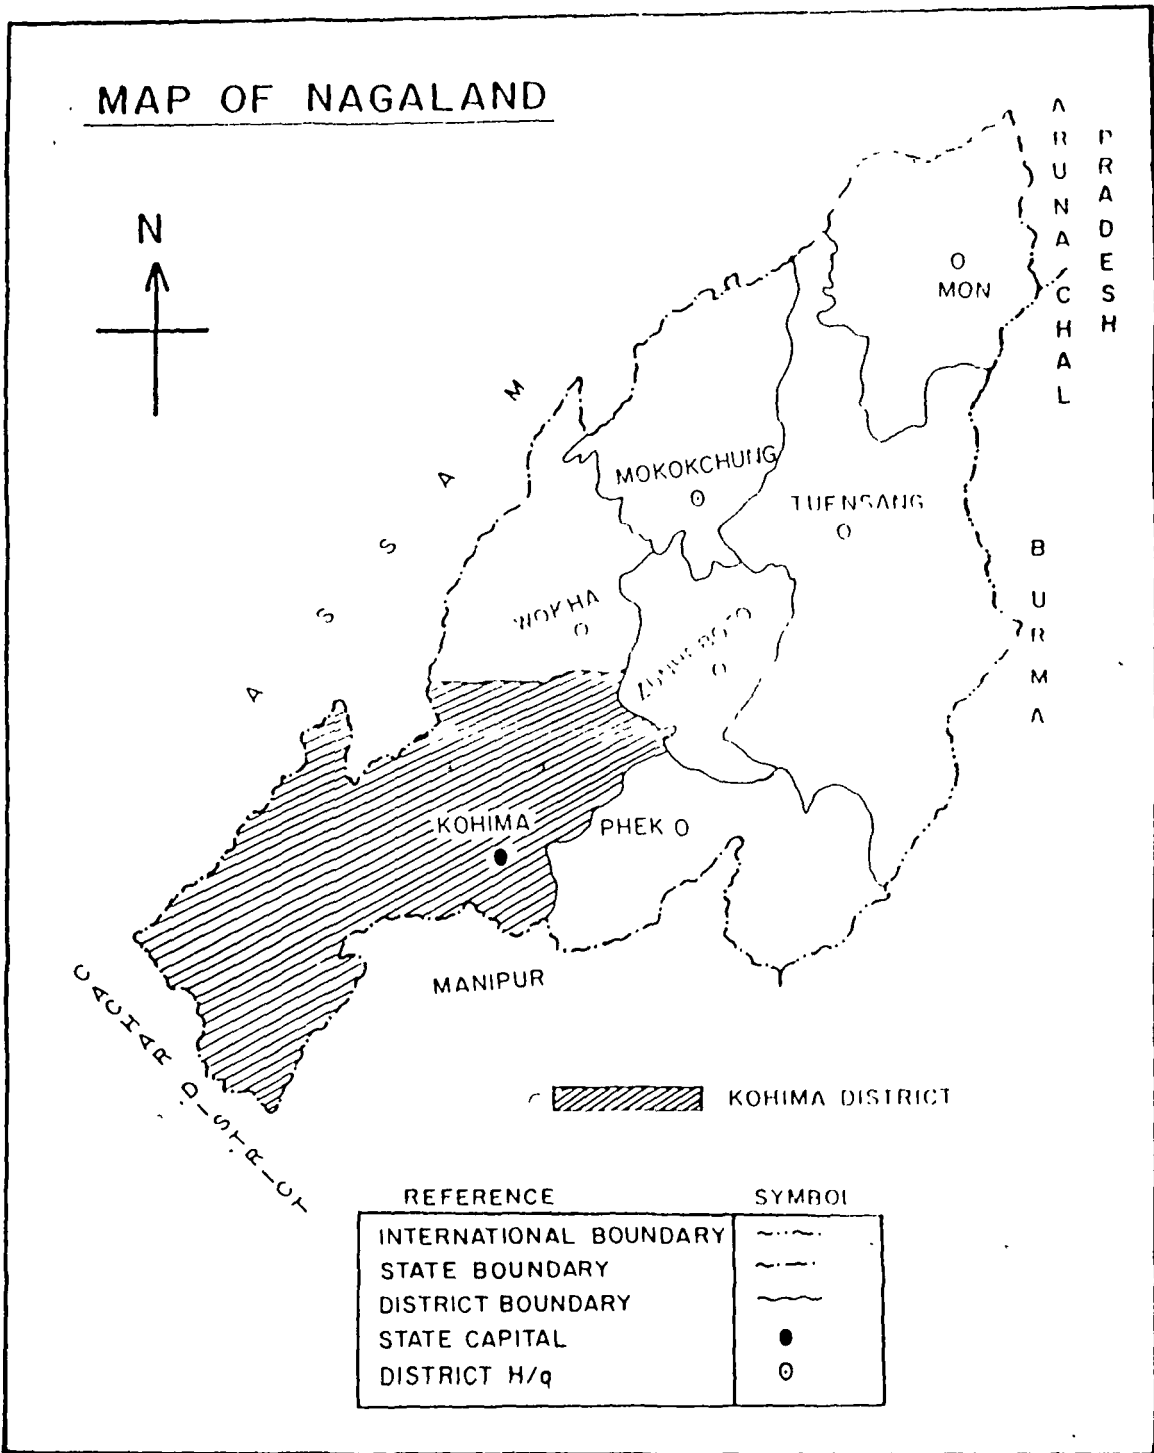 MAP OF NAGALAND
N
ARUNACHAL
PRADESH
MON
ASSAM
MOKOKCHUNG
TUENSANG
BURMA
WOKHA
KOHIMA
PHEK
MANIPUR
CACHAR DISTRICT
KOHIMA DISTRICT
REFERENCE SYMBOL
INTERNATIONAL BOUNDARY
STATE BOUNDARY
DISTRICT BOUNDARY
STATE CAPITAL
DISTRICT H/q